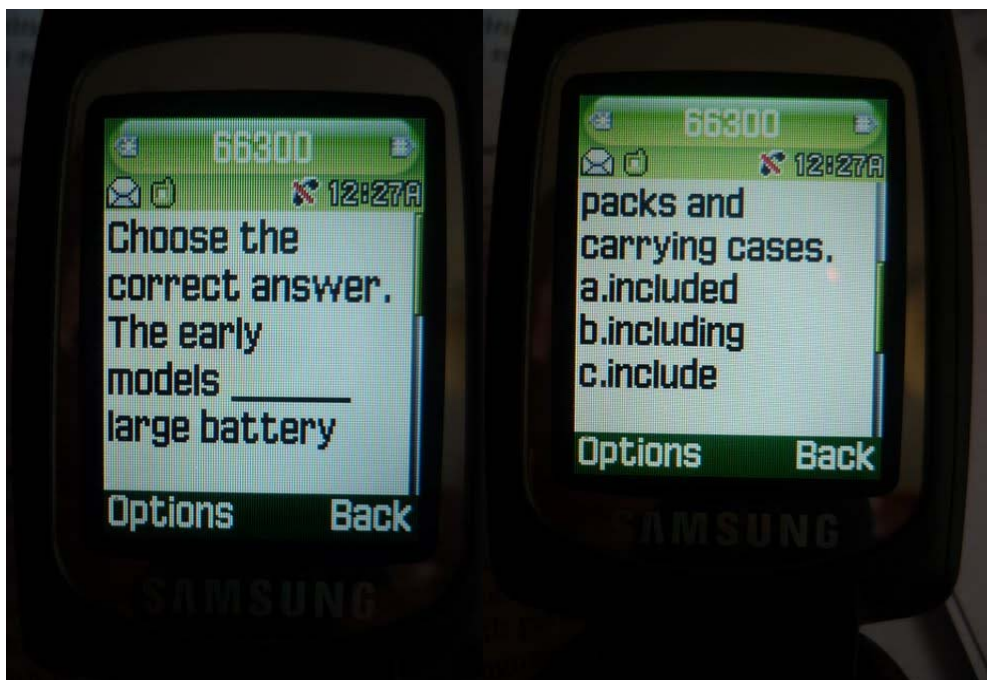 66300
12:27A
Choose the
correct answer.
The early
models ______
large battery
Options Back
SAMSUNG
66300
12:27A
packs and
carrying cases.
a.included
b.including
c.include
Options Back
SAMSUNG